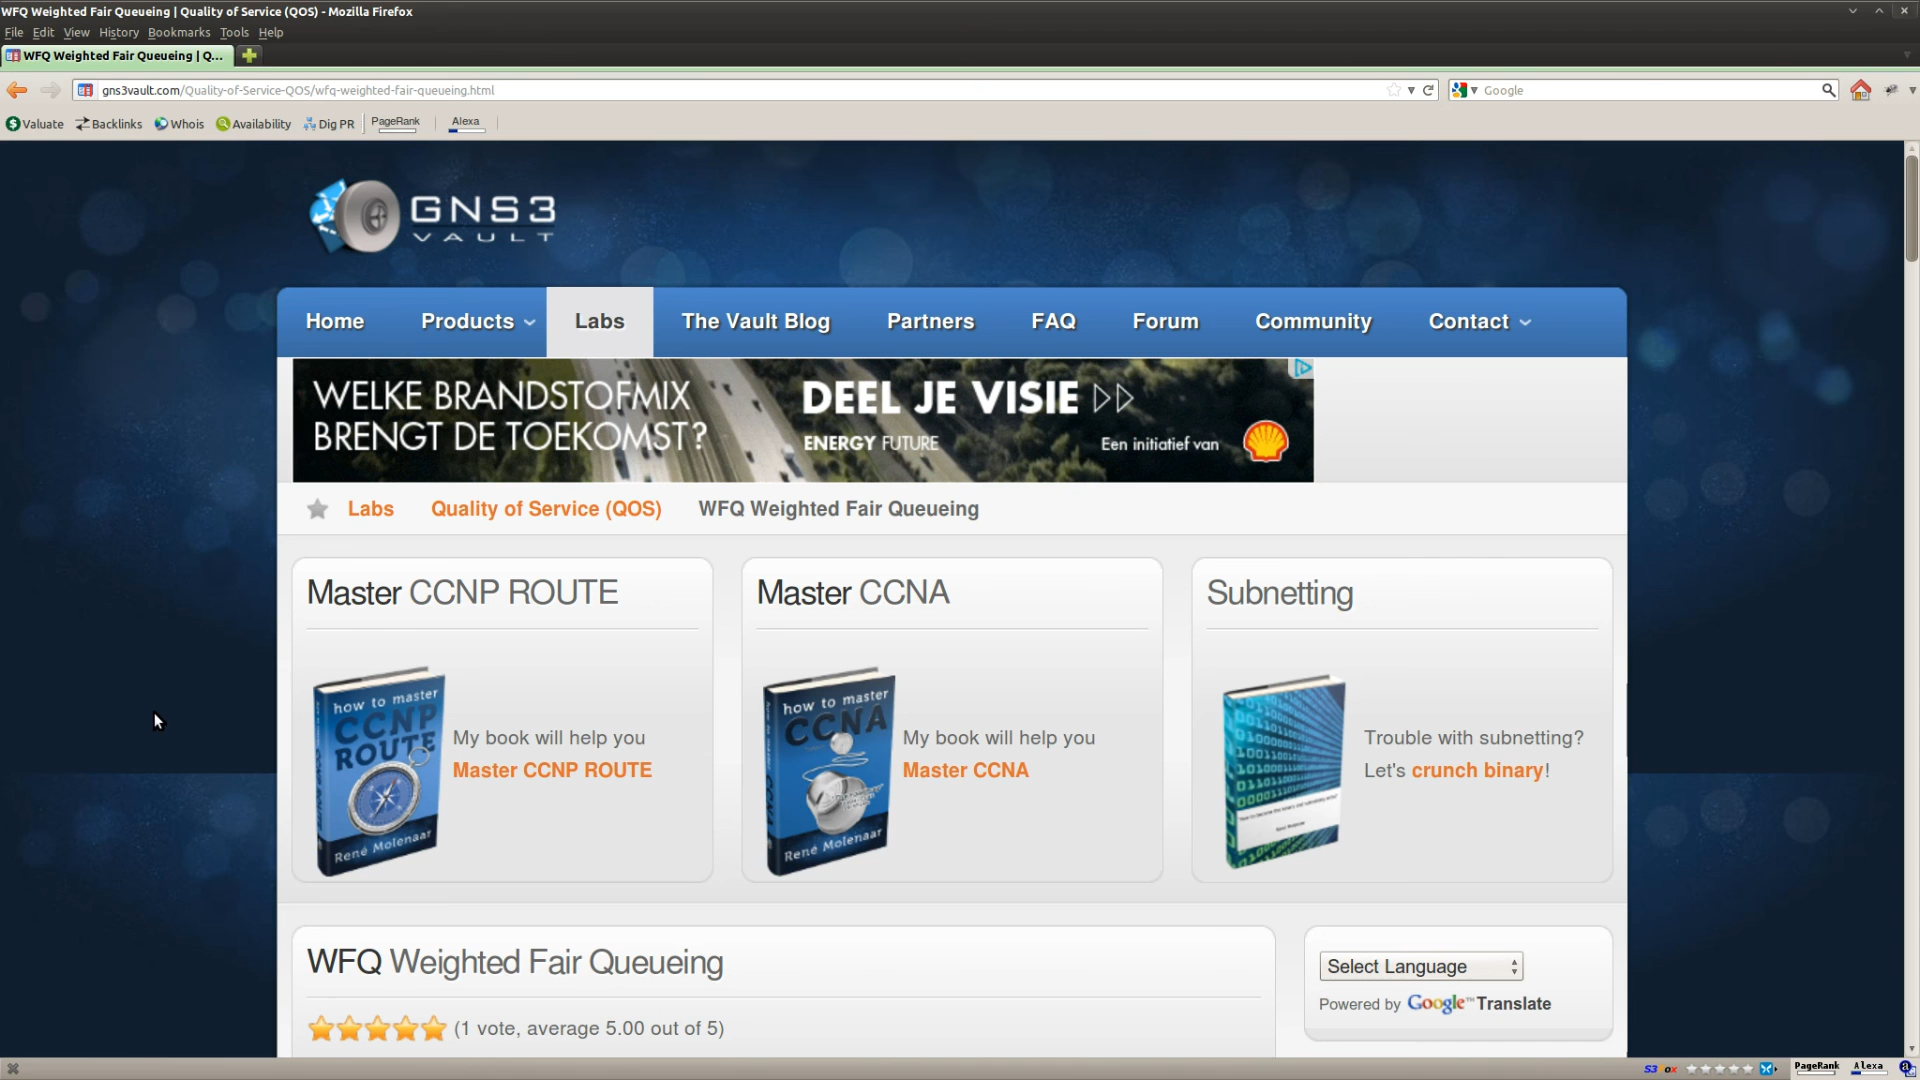 WFQ Weighted Fair Queueing | Quality of Service (QOS) - Mozilla Firefox
File Edit View History Bookmarks Tools Help
WFQ Weighted Fair Queueing | Q...
gns3vault.com/Quality-of-Service-QOS/wfq-weighted-fair-queueing.html
Google
Valuate Backlinks Whois Availability Dig PR PageRank Alexa
GNS3
VAULT
Home Products Labs The Vault Blog Partners FAQ Forum Community Contact
WELKE BRANDSTOFMIX
BRENGT DE TOEKOMST?
DEEL JE VISIE
ENERGY FUTURE
Een initiatief van
Labs Quality of Service (QOS) WFQ Weighted Fair Queueing
Master CCNP ROUTE
how to master
CCNP
ROUTE
René Molenaar
My book will help you
Master CCNP ROUTE
Master CCNA
how to master
CCNA
René Molenaar
My book will help you
Master CCNA
Subnetting
Trouble with subnetting?
Let's crunch binary!
WFQ Weighted Fair Queueing
(1 vote, average 5.00 out of 5)
Select Language
Powered by Google™ Translate
PageRank Alexa